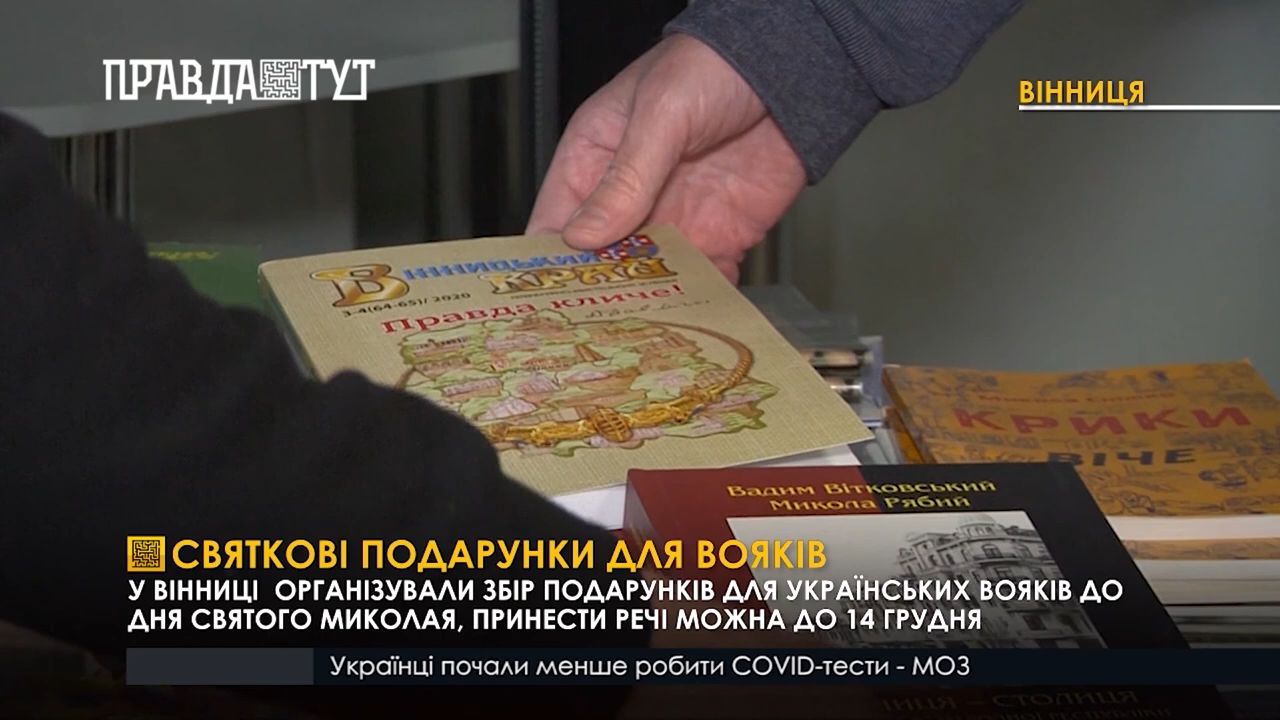 ПРАВДА ТУТ
ВІННИЦЯ
ВІННИЦЬКИЙ
КРАЙ
3-4(64-65)/2020
Правда кличе!
КРИКИ
ВІЧЕ
Вадим Вітковський
Микола Рябий
СВЯТКОВІ ПОДАРУНКИ ДЛЯ ВОЯКІВ
У ВІННИЦІ ОРГАНІЗУВАЛИ ЗБІР ПОДАРУНКІВ ДЛЯ УКРАЇНСЬКИХ ВОЯКІВ ДО
ДНЯ СВЯТОГО МИКОЛАЯ, ПРИНЕСТИ РЕЧІ МОЖНА ДО 14 ГРУДНЯ
Українці почали менше робити COVID-тести - МОЗ
СТОЛИЦЯ